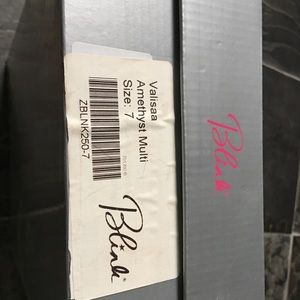 Valisaa
Amethyst Multi
Size: 7
ZBLNK250-7
Blink
Blink